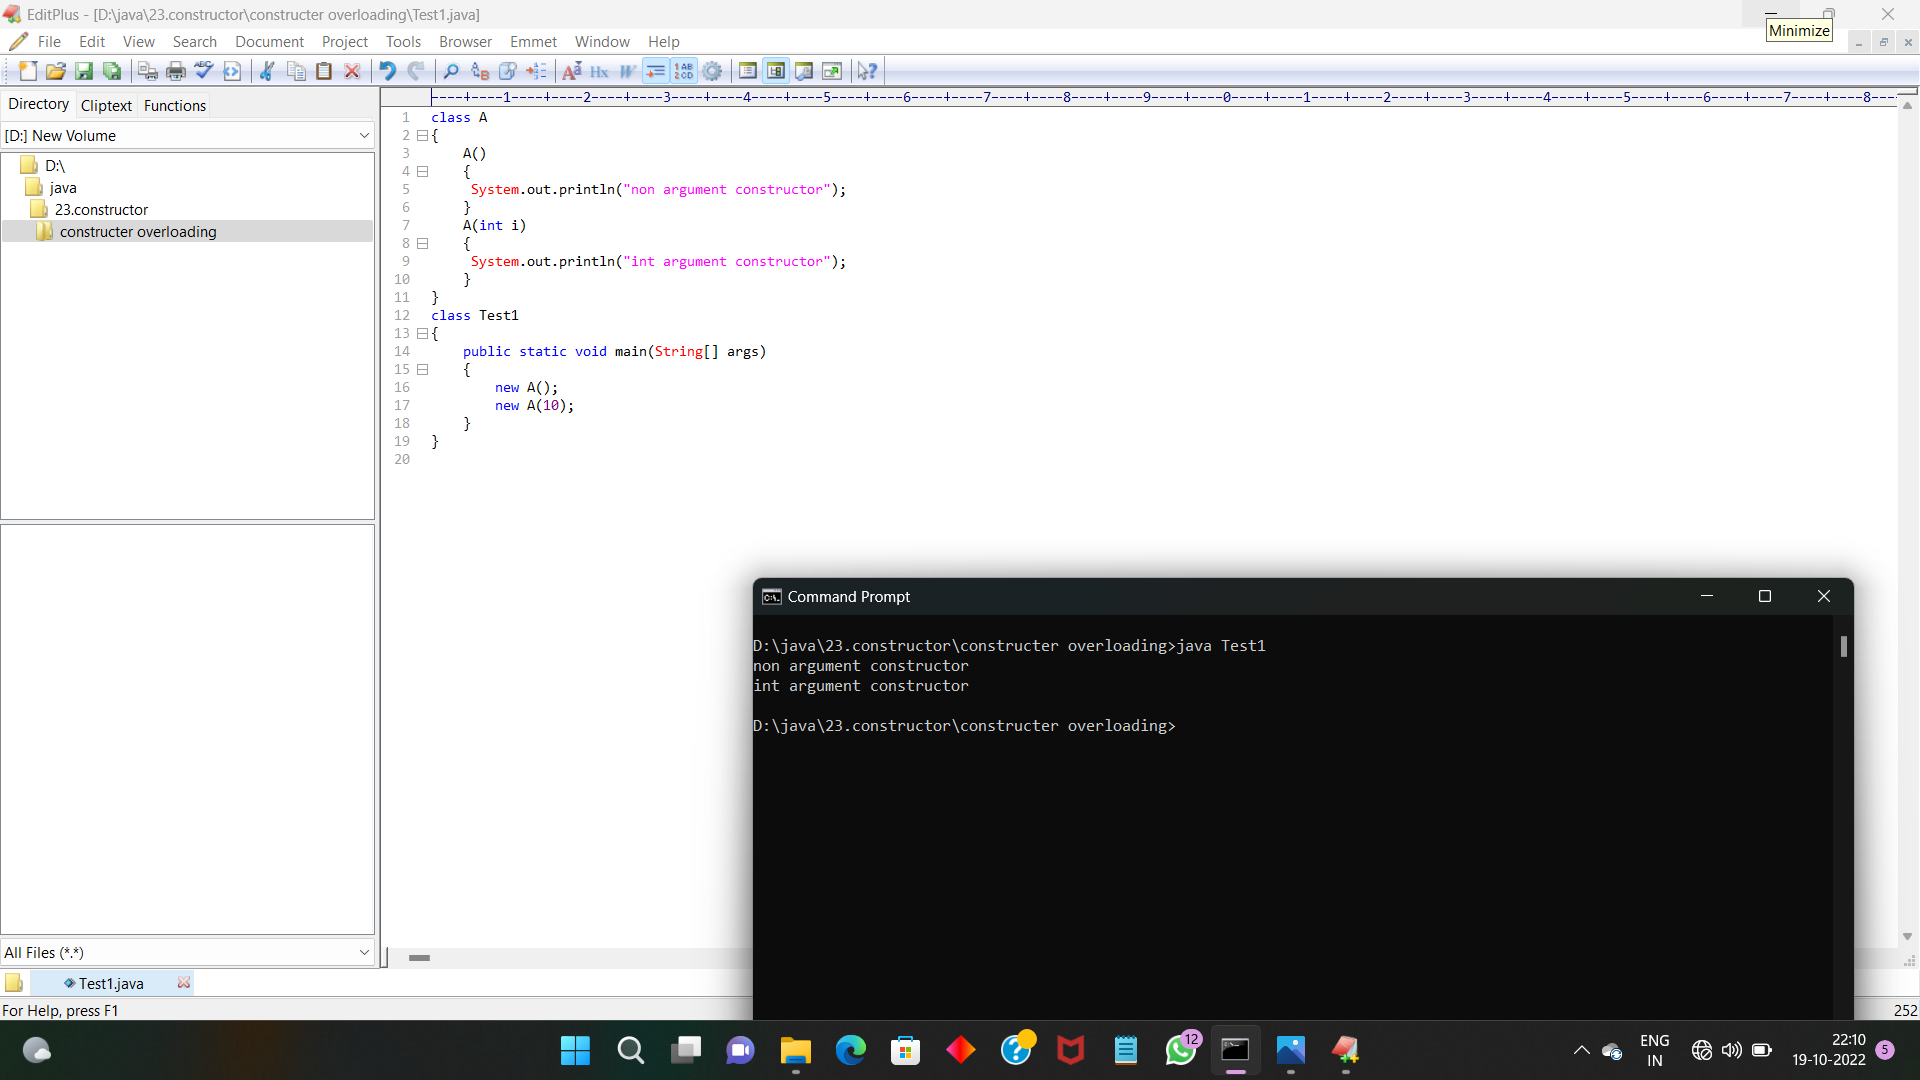 EditPlus - [D:\java\23.constructor\constructer overloading\Test1.java]
Minimize
File Edit View Search Document Project Tools Browser Emmet Window Help
Directory Cliptext Functions
[D:] New Volume
D:\
java
23.constructor
constructer overloading
----+----1----+----2----+----3----+----4----+----5----+----6----+----7----+----8----+----9----+----0----+----1----+----2----+----3----+----4----+----5----+----6----+----7----+----8---
1 class A
2 {
3 A()
4 {
5 System.out.println("non argument constructor");
6 }
7 A(int i)
8 {
9 System.out.println("int argument constructor");
10 }
11 }
12 class Test1
13 {
14 public static void main(String[] args)
15 {
16 new A();
17 new A(10);
18 }
19 }
20
Command Prompt
D:\java\23.constructor\constructer overloading>java Test1
non argument constructor
int argument constructor
D:\java\23.constructor\constructer overloading>
All Files (*.*)
Test1.java
For Help, press F1
252
12
ENG
IN
22:10
19-10-2022
5